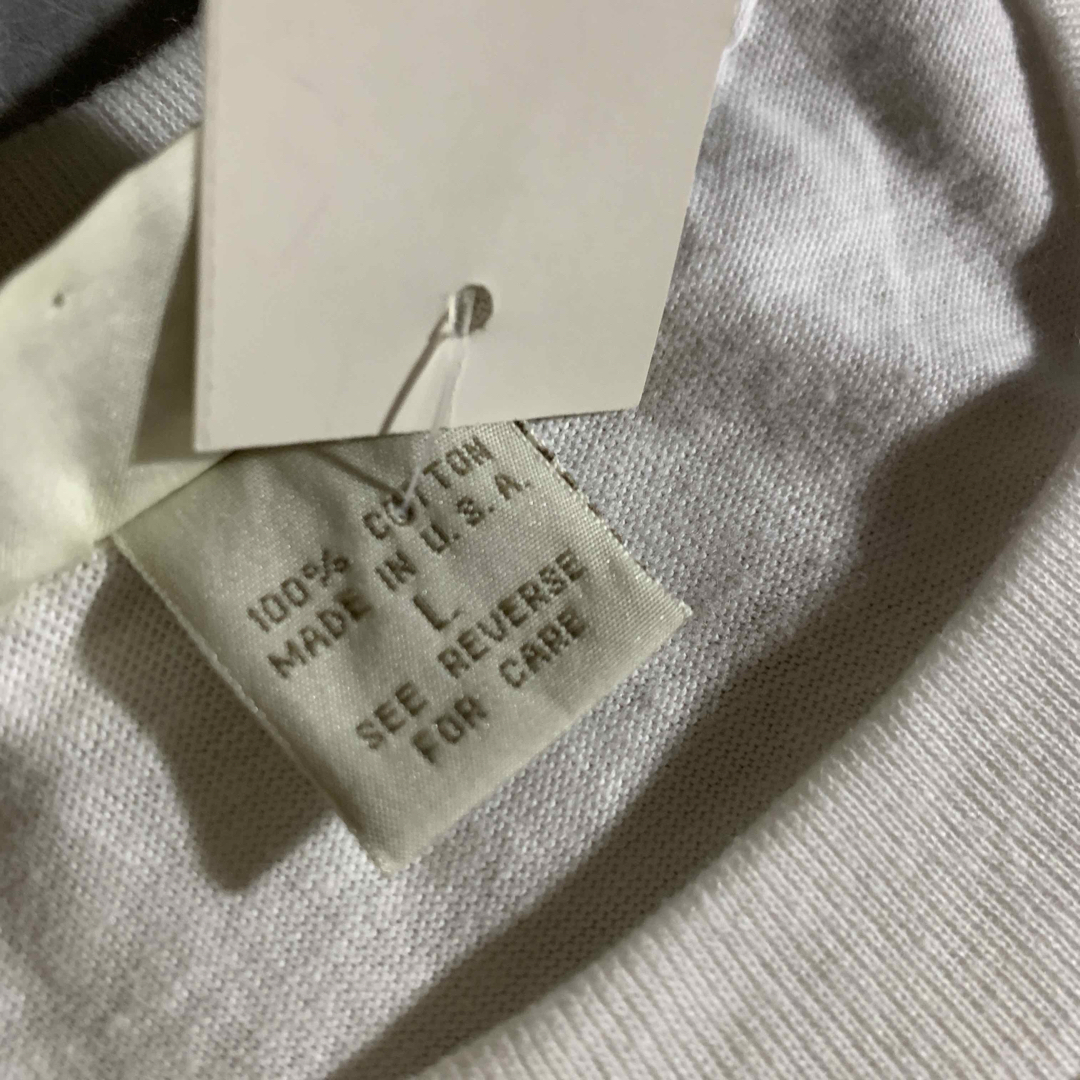 100% COTTON
MADE IN U.S.A.
L
SEE REVERSE
FOR CARE